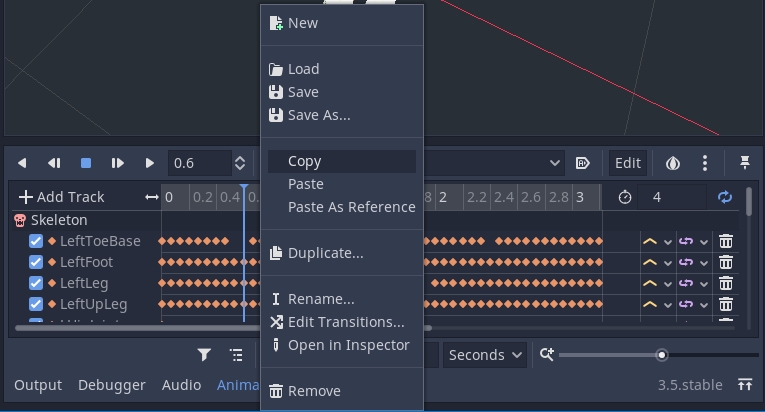 New
Load
Save
Save As...
Copy
Paste
Paste As Reference
Duplicate...
Rename...
Edit Transitions...
Open in Inspector
Remove
0.6
Edit
Add Track
0 0.2 0.4 0. 8 2 2.2 2.4 2.6 2.8 3
4
Skeleton
LeftToeBase
LeftFoot
LeftLeg
LeftUpLeg
Seconds
Output Debugger Audio Anima
3.5.stable